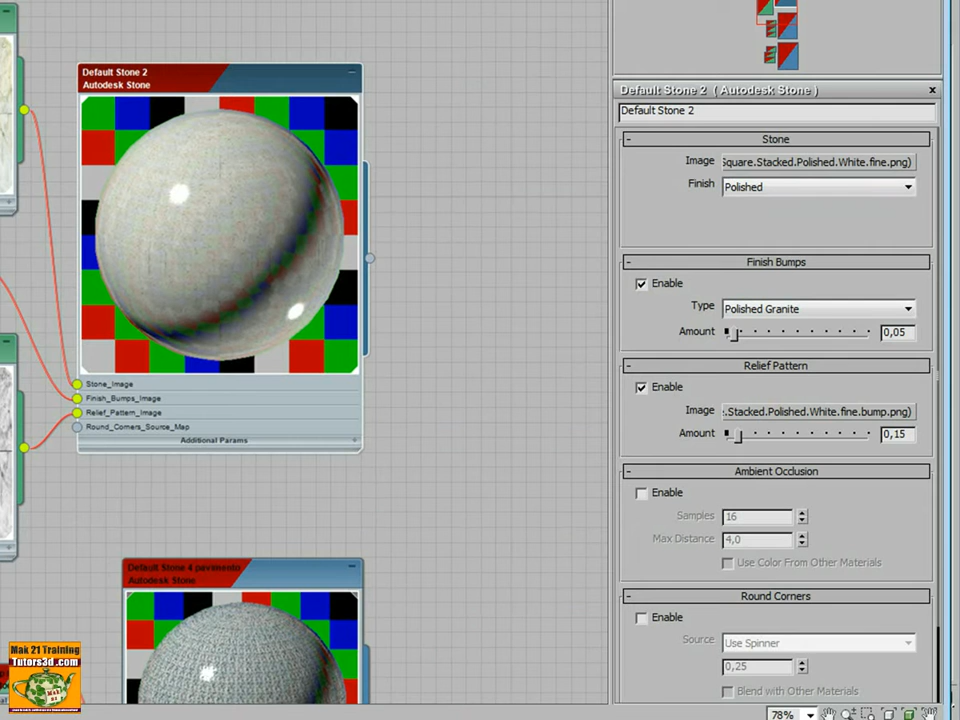 Default Stone 2
Autodesk Stone
Stone_Image
Finish_Bumps_Image
Relief_Pattern_Image
Round_Corners_Source_Map
Additional Params
Default Stone 4 pavimento
Autodesk Stone
Mak 21 Training
Tutors3d .com
Mak 21
Default Stone 2 ( Autodesk Stone )
x
Default Stone 2
- Stone
Image Square.Stacked.Polished.White.fine.png)
Finish Polished
- Finish Bumps
Enable
Type Polished Granite
Amount 0,05
- Relief Pattern
Enable
Image .Stacked.Polished.White.fine.bump.png)
Amount 0,15
- Ambient Occlusion
Enable
Samples 16
Max Distance 4,0
Use Color From Other Materials
- Round Corners
Enable
Source Use Spinner
0,25
Blend with Other Materials
78%